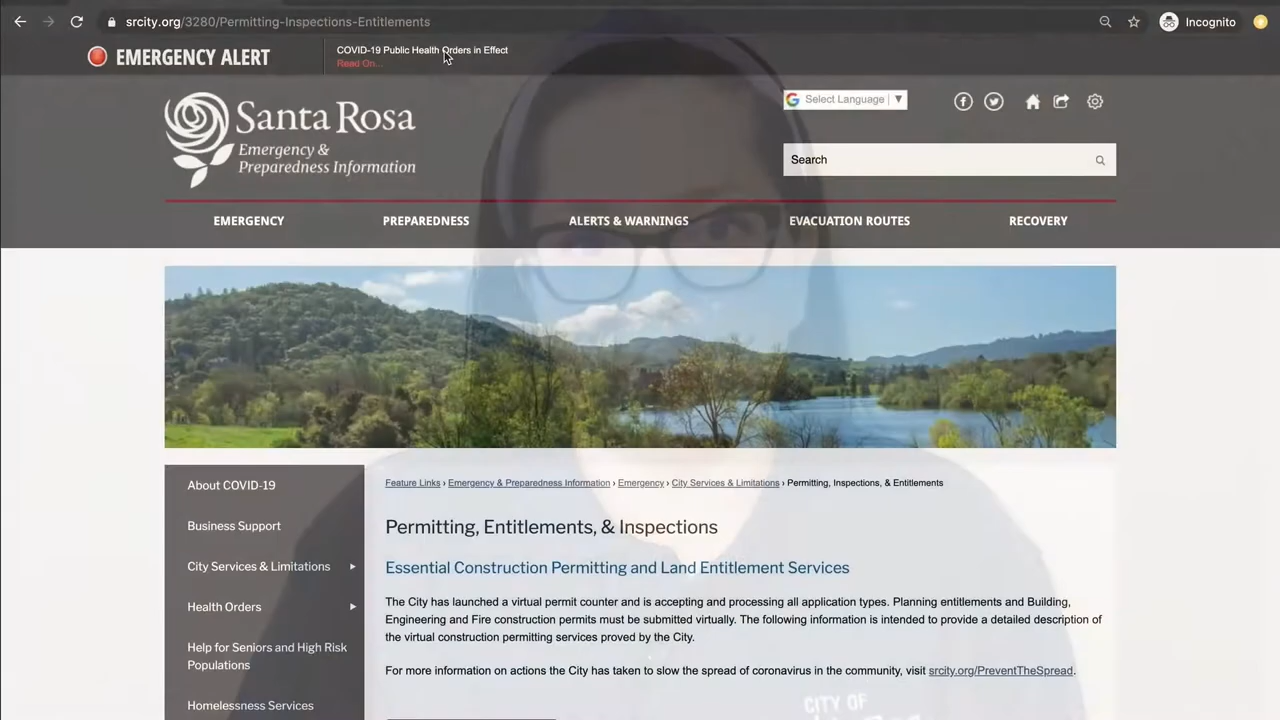 srcity.org/3280/Permitting-Inspections-Entitlements
Incognito
EMERGENCY ALERT
COVID-19 Public Health Orders in Effect
Read On...
Santa Rosa
Emergency &
Preparedness Information
Select Language
Search
EMERGENCY
PREPAREDNESS
ALERTS & WARNINGS
EVACUATION ROUTES
RECOVERY
About COVID-19
Business Support
City Services & Limitations
Health Orders
Help for Seniors and High Risk
Populations
Homelessness Services
Feature Links › Emergency & Preparedness Information › Emergency › City Services & Limitations › Permitting, Inspections, & Entitlements
Permitting, Entitlements, & Inspections
Essential Construction Permitting and Land Entitlement Services
The City has launched a virtual permit counter and is accepting and processing all application types. Planning entitlements and Building,
Engineering and Fire construction permits must be submitted virtually. The following information is intended to provide a detailed description of
the virtual construction permitting services proved by the City.
For more information on actions the City has taken to slow the spread of coronavirus in the community, visit srcity.org/PreventTheSpread.
CITY OF